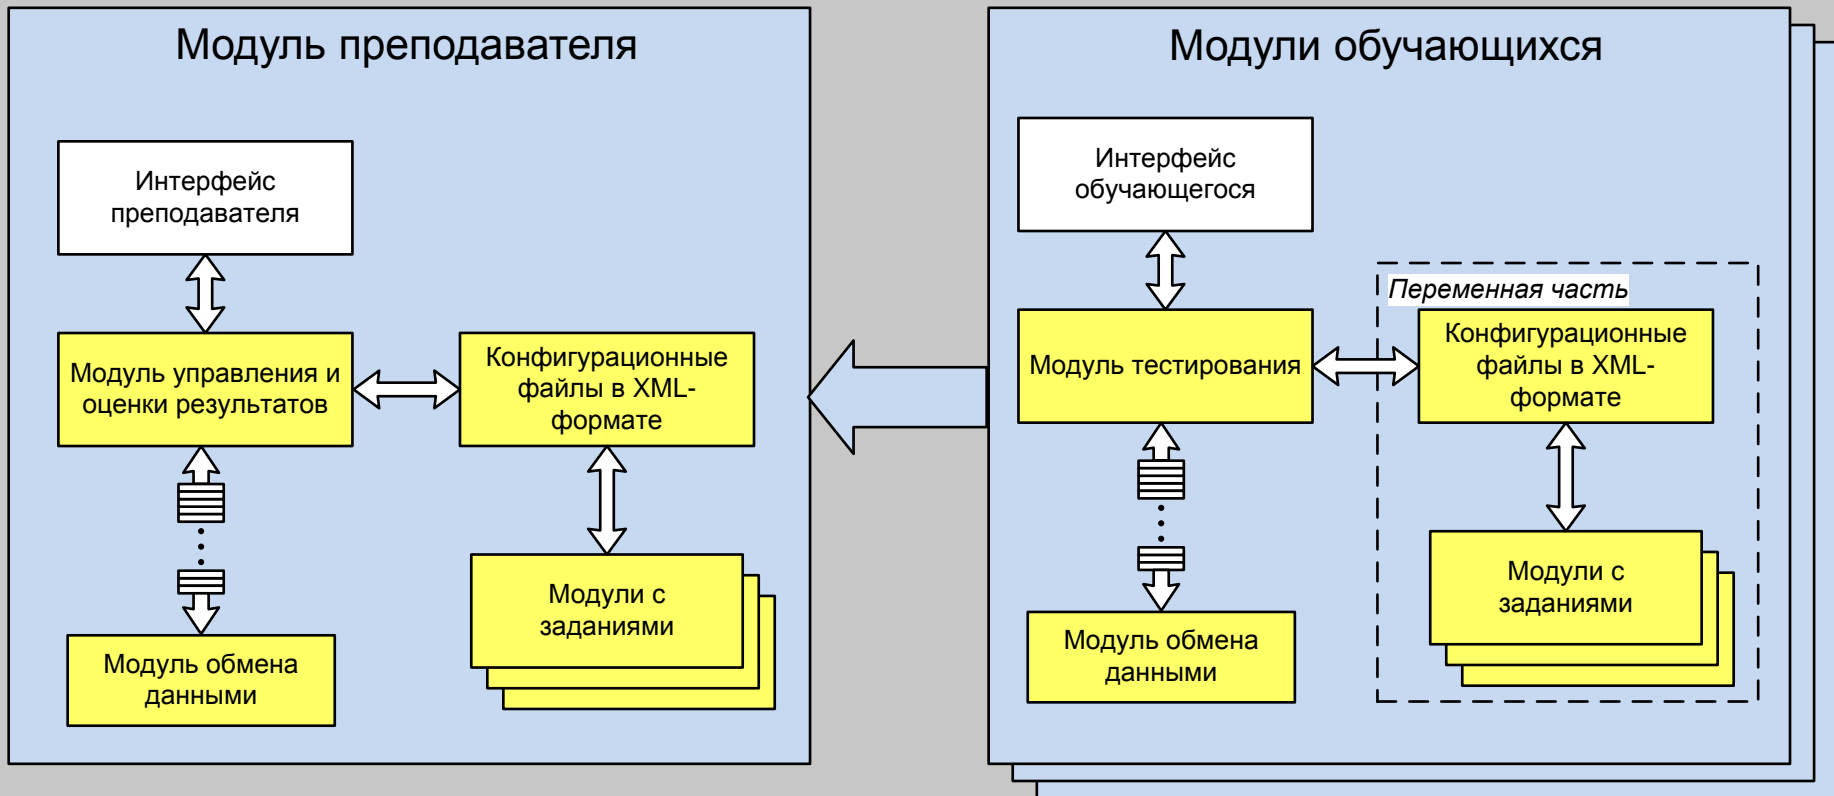 Модуль преподавателя
Интерфейс
преподавателя
Модуль управления и
оценки результатов
Конфигурационные
файлы в XML-
формате
Модули с
заданиями
Модуль обмена
данными
Модули обучающихся
Интерфейс
обучающегося
Переменная часть
Модуль тестирования
Конфигурационные
файлы в XML-
формате
Модули с
заданиями
Модуль обмена
данными